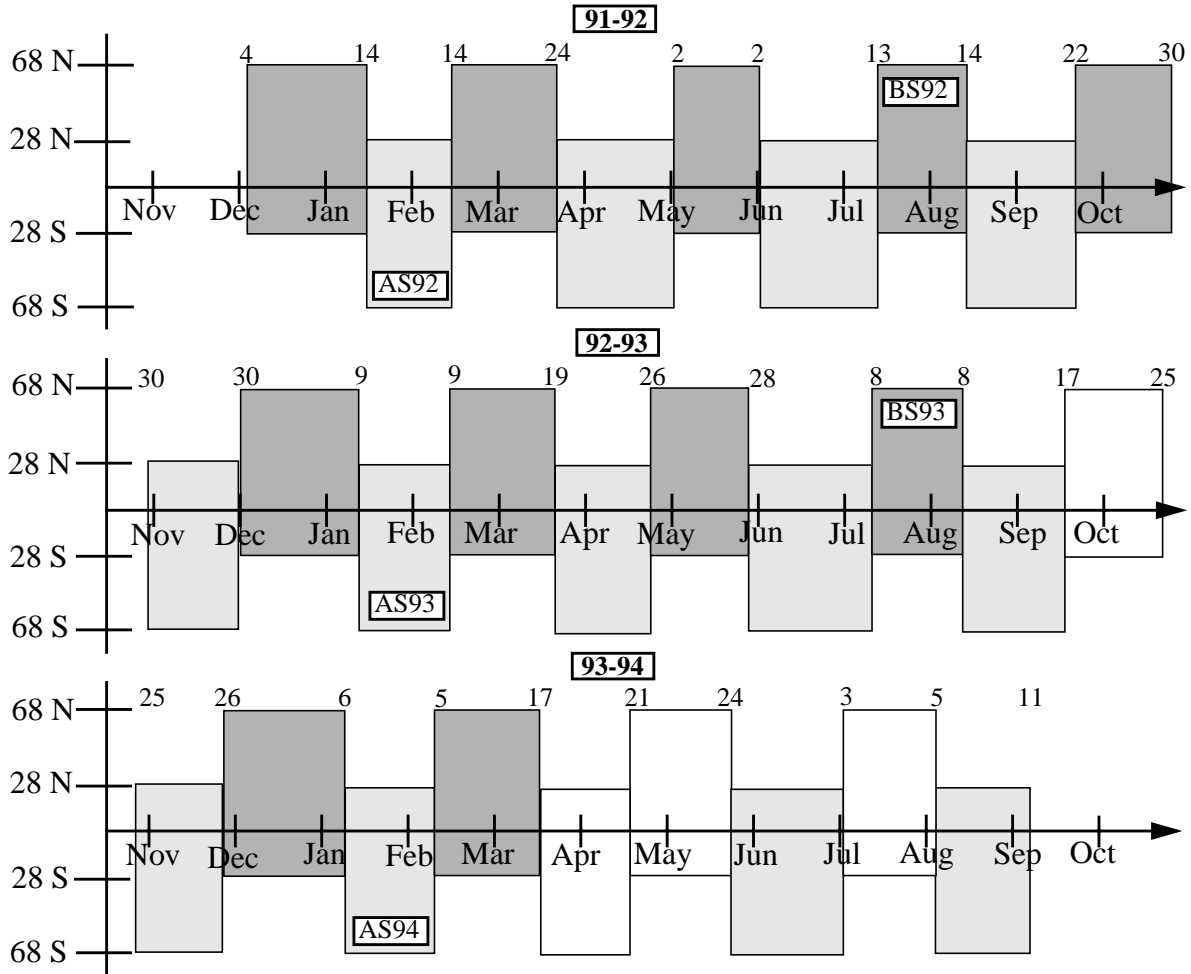 91-92
4 14 14 24 2 2 13 14 22 30
68 N
BS92
28 N
Nov Dec Jan Feb Mar Apr May Jun Jul Aug Sep Oct
28 S
AS92
68 S
92-93
30 30 9 9 19 26 28 8 8 17 25
68 N
BS93
28 N
Nov Dec Jan Feb Mar Apr May Jun Jul Aug Sep Oct
28 S
AS93
68 S
93-94
25 26 6 5 17 21 24 3 5 11
68 N
28 N
Nov Dec Jan Feb Mar Apr May Jun Jul Aug Sep Oct
28 S
AS94
68 S